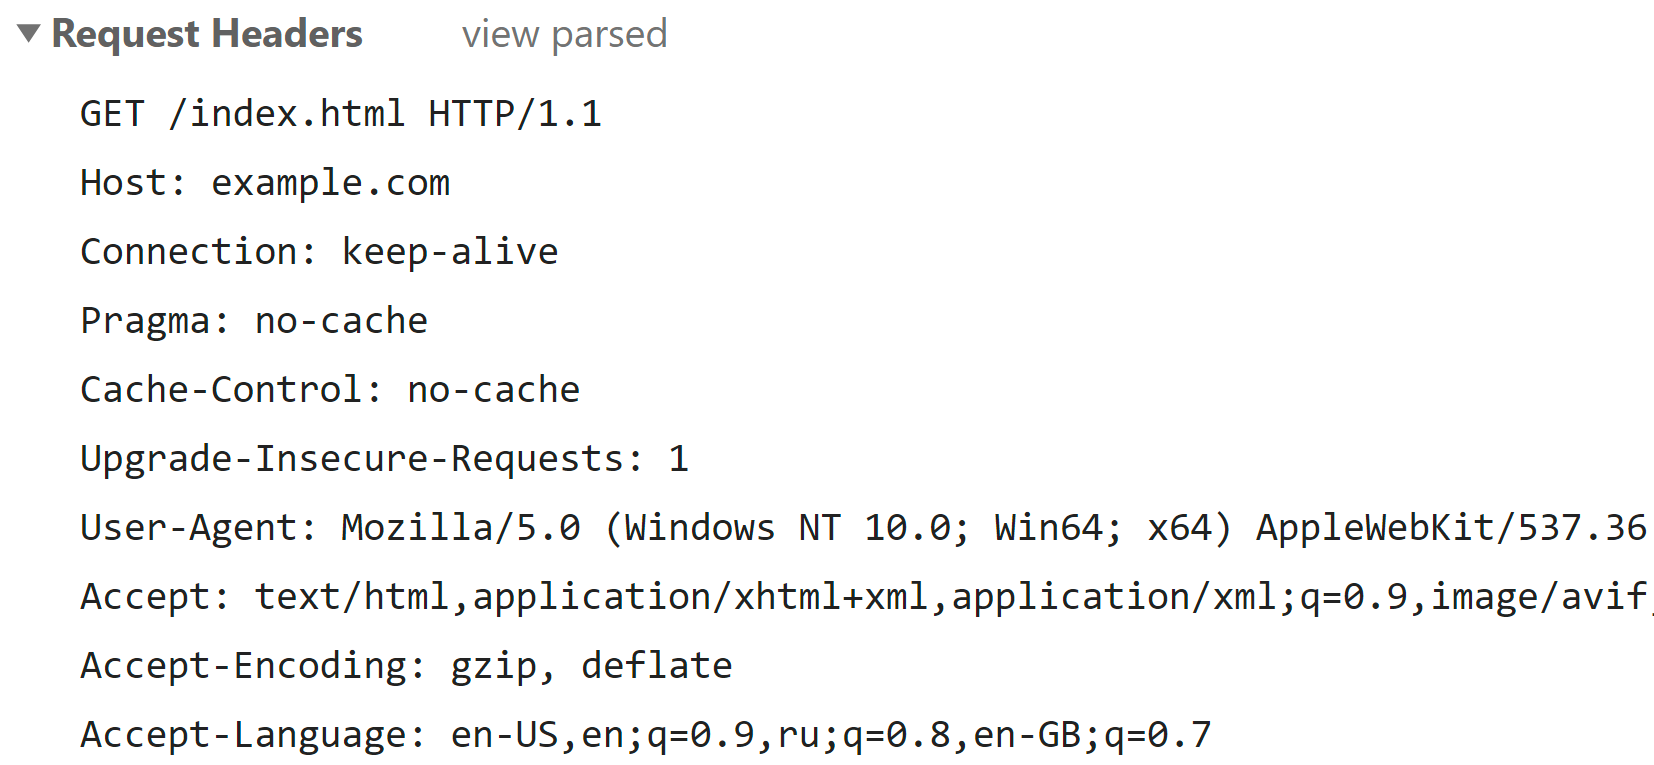 Request Headers view parsed
GET /index.html HTTP/1.1
Host: example.com
Connection: keep-alive
Pragma: no-cache
Cache-Control: no-cache
Upgrade-Insecure-Requests: 1
User-Agent: Mozilla/5.0 (Windows NT 10.0; Win64; x64) AppleWebKit/537.36
Accept: text/html,application/xhtml+xml,application/xml;q=0.9,image/avif,
Accept-Encoding: gzip, deflate
Accept-Language: en-US,en;q=0.9,ru;q=0.8,en-GB;q=0.7